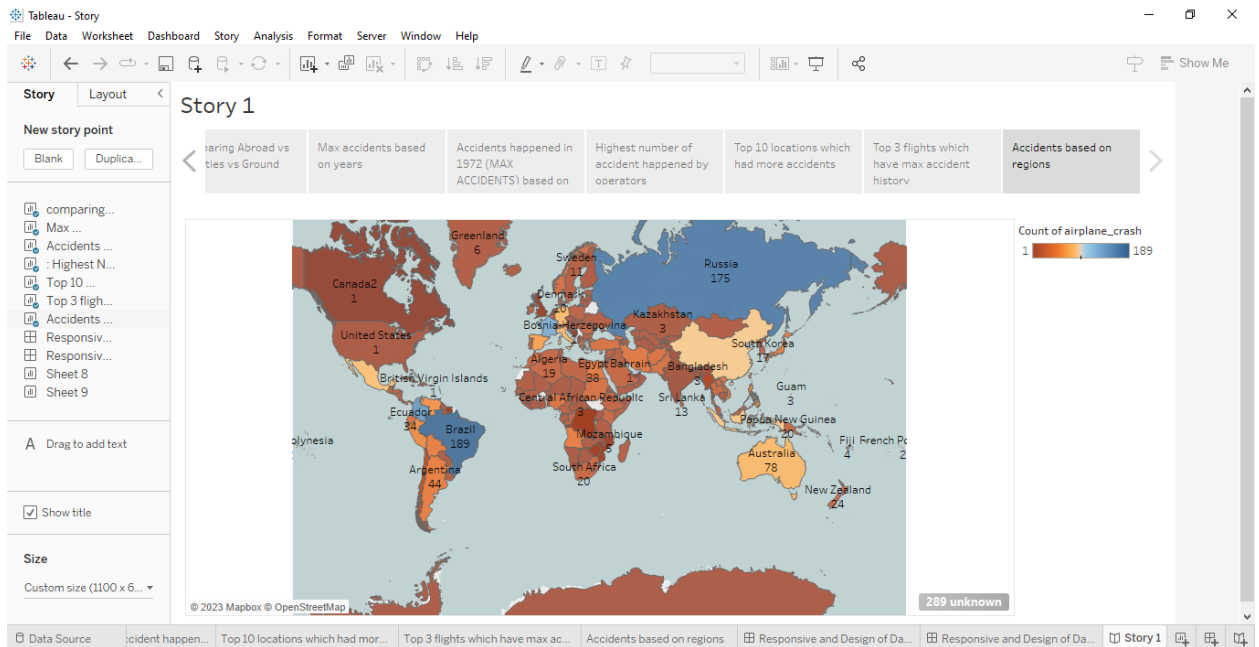 Tableau - Story
File Data Worksheet Dashboard Story Analysis Format Server Window Help
Show Me
Story Layout
New story point
Blank Duplica...
comparing...
Max ...
Accidents ...
: Highest N...
Top 10 ...
Top 3 fligh...
Accidents ...
Responsiv...
Responsiv...
Sheet 8
Sheet 9
A Drag to add text
Show title
Size
Custom size (1100 x 6...
Story 1
paring Abroad vs
ties vs Ground
Max accidents based
on years
Accidents happened in
1972 (MAX
ACCIDENTS) based on
Highest number of
accident happened by
operators
Top 10 locations which
had more accidents
Top 3 flights which
have max accident
history
Accidents based on
regions
Count of airplane_crash
1 189
Greenland
6
Sweden
11
Russia
175
Canada2
1
Denmark
20
Kazakhstan
3
Bosnia-Herzegovina
United States
1
South Korea
17
Algeria
19
Egypt
38
Bahrain
1
Bangladesh
3
British Virgin Islands
1
Guam
3
Central African Republic
3
Sri Lanka
13
Ecuador
34
Papua New Guinea
20
Brazil
189
Mozambique
5
olynesia
Fiji
4
French Po
2
Australia
78
South Africa
20
Argentina
44
New Zealand
24
© 2023 Mapbox © OpenStreetMap
289 unknown
Data Source
ccident happen...
Top 10 locations which had mor...
Top 3 flights which have max ac...
Accidents based on regions
Responsive and Design of Da...
Responsive and Design of Da...
Story 1